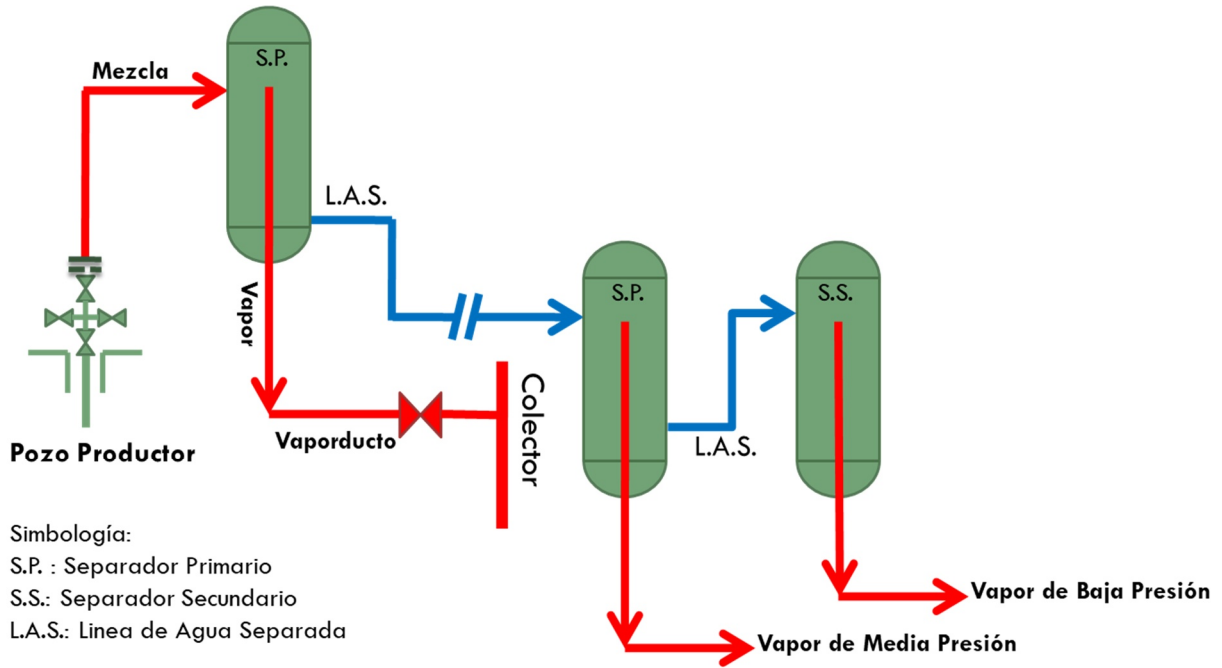 Mezcla
S.P.
L.A.S.
Vapor
S.P.
S.S.
Colector
Vaporducto
L.A.S.
Pozo Productor
Simbología:
S.P. : Separador Primario
S.S.: Separador Secundario
L.A.S.: Linea de Agua Separada
Vapor de Baja Presión
Vapor de Media Presión